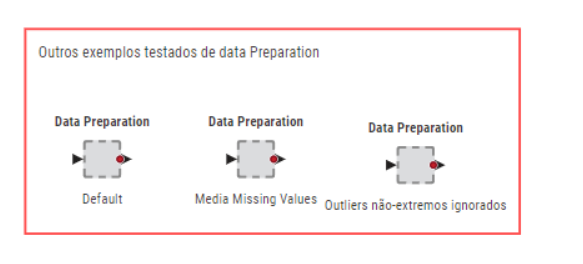 Outros exemplos testados de data Preparation
Data Preparation
Data Preparation
Data Preparation
Default
Media Missing Values
Outliers não-extremos ignorados